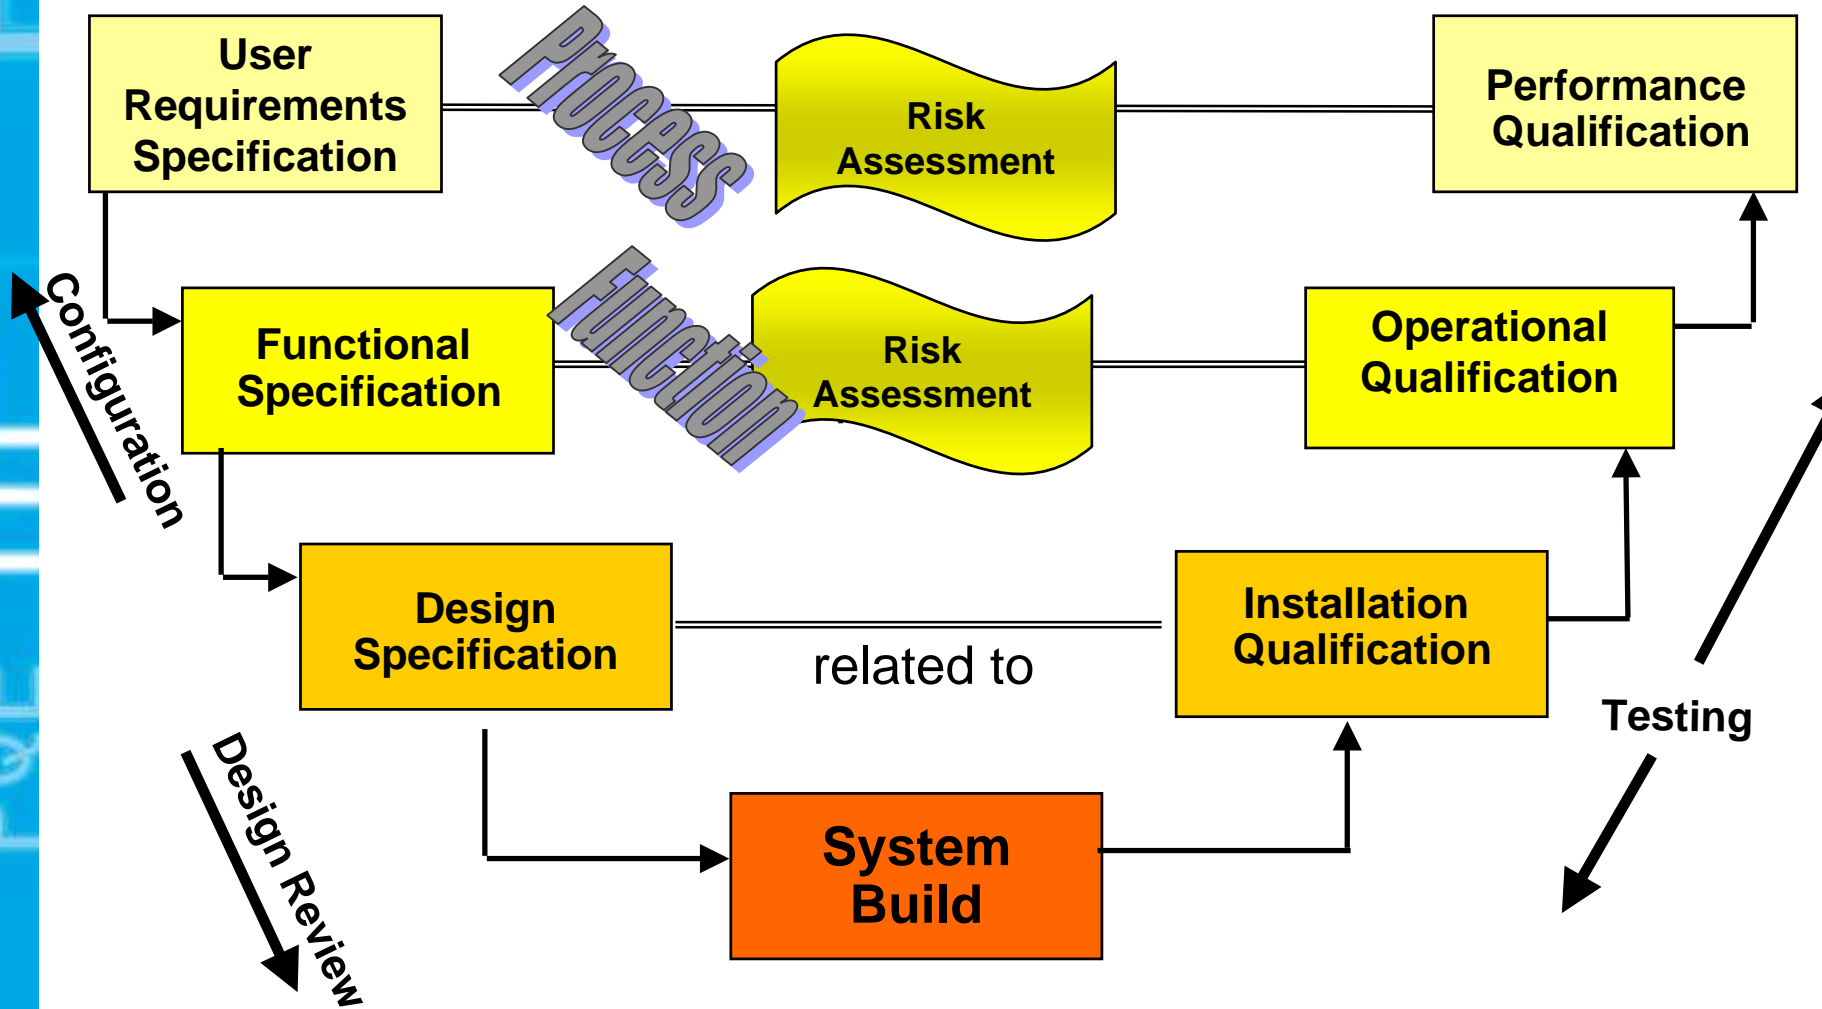 User
Requirements
Specification
Process
Risk
Assessment
Performance
Qualification
Configuration
Functional
Specification
Function
Risk
Assessment
Operational
Qualification
Design
Specification
related to
Installation
Qualification
Testing
Design Review
System
Build